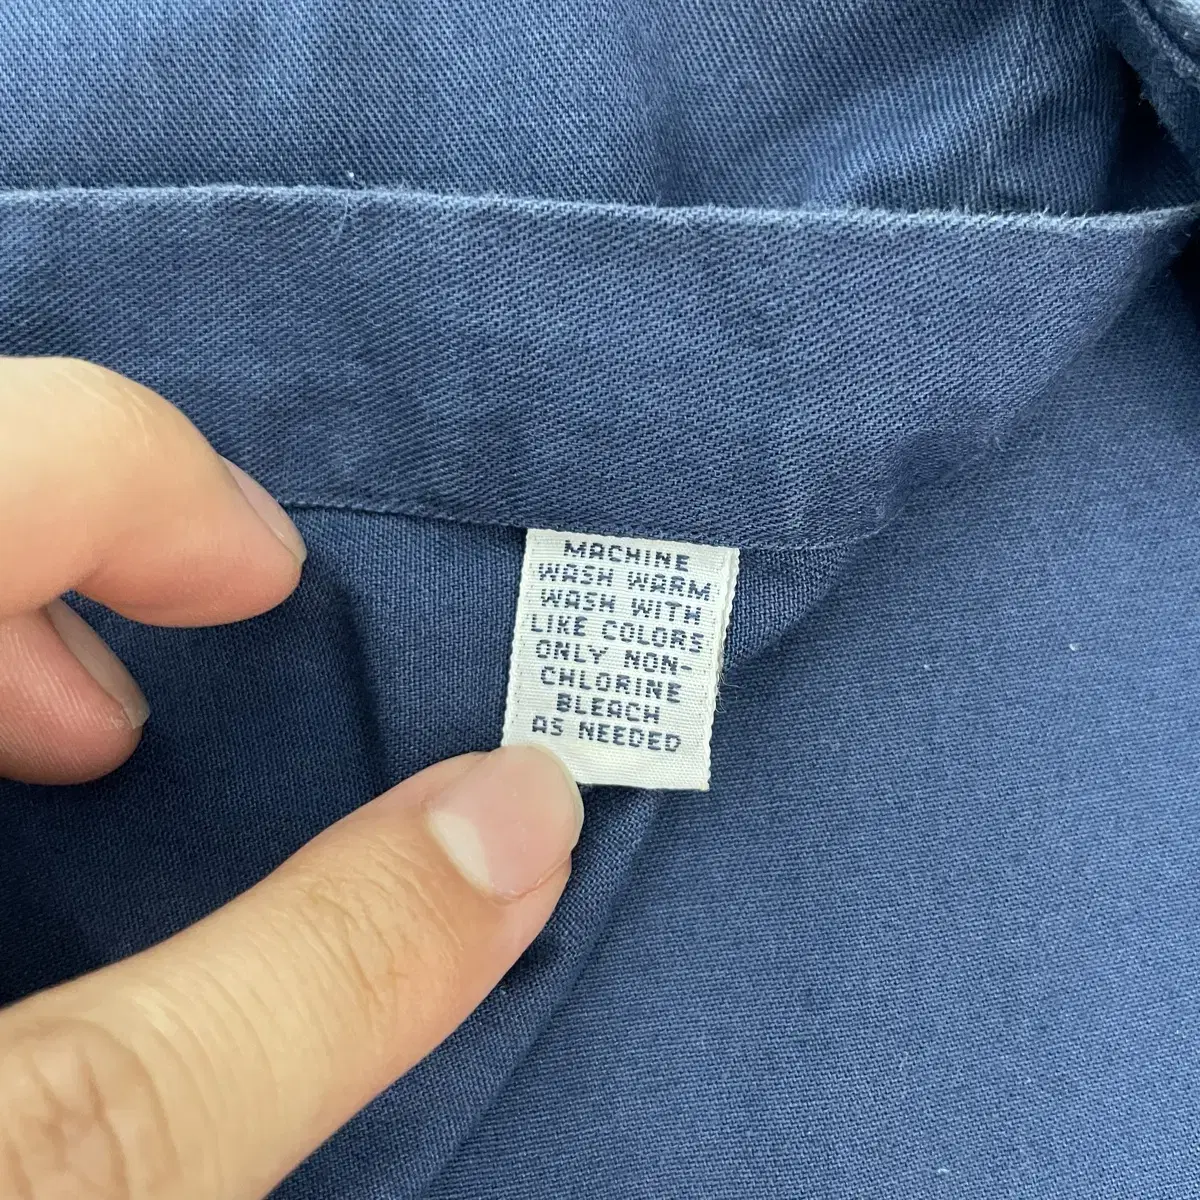 MACHINE
WASH WARM
WASH WITH
LIKE COLORS
ONLY NON-
CHLORINE
BLEACH
AS NEEDED